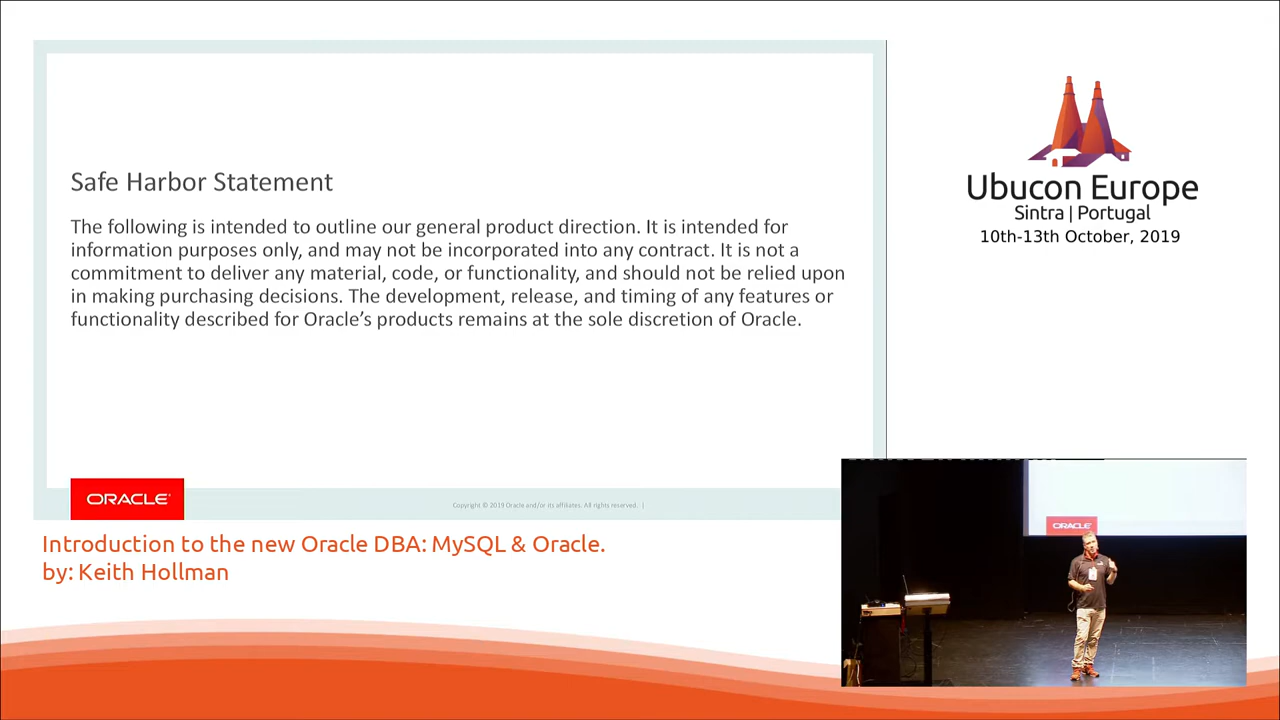 Safe Harbor Statement
The following is intended to outline our general product direction. It is intended for
information purposes only, and may not be incorporated into any contract. It is not a
commitment to deliver any material, code, or functionality, and should not be relied upon
in making purchasing decisions. The development, release, and timing of any features or
functionality described for Oracle’s products remains at the sole discretion of Oracle.
ORACLE®
Copyright © 2019 Oracle and/or its affiliates. All rights reserved. |
Introduction to the new Oracle DBA: MySQL & Oracle.
by: Keith Hollman
Ubucon Europe
Sintra | Portugal
10th-13th October, 2019
ORACLE